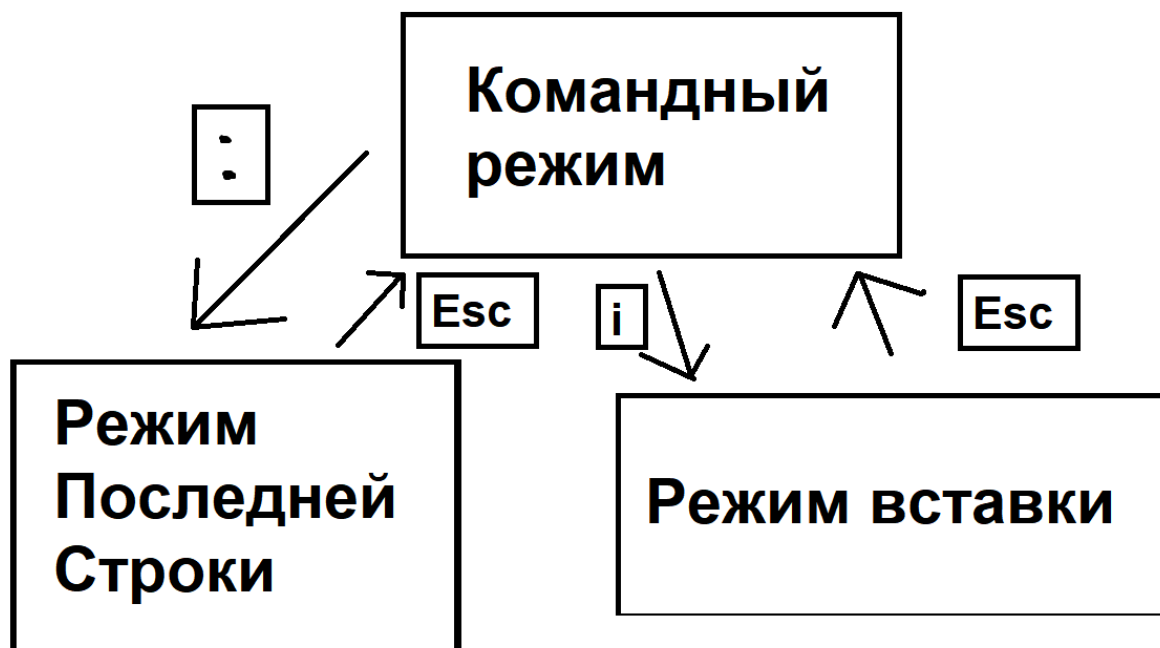 Командный
режим
:
Esc
i
Esc
Режим
Последней
Строки
Режим вставки